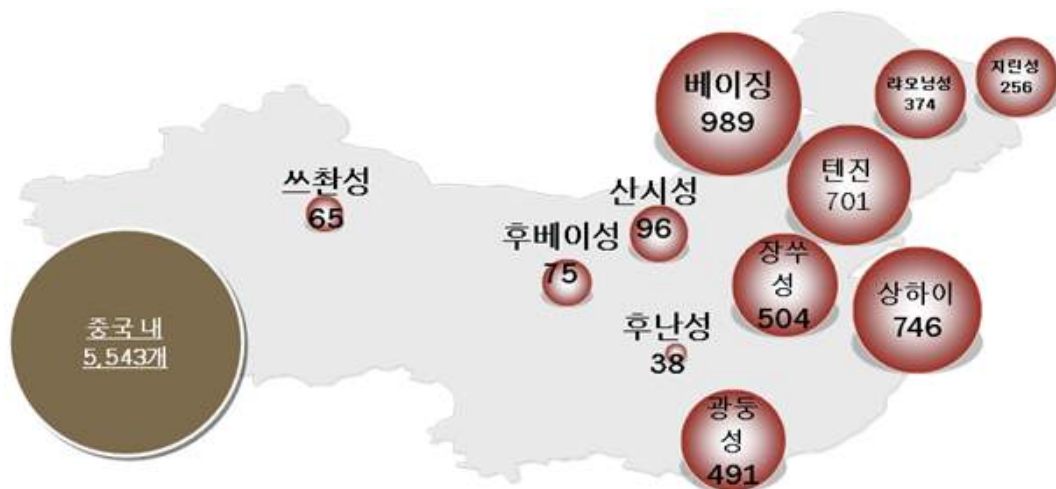 베이징
989
랴오닝성
374
지린성
256
텐진
701
쓰촨성
65
산시성
96
후베이성
75
장쑤
성
504
상하이
746
중국 내
5,543개
후난성
38
광둥
성
491